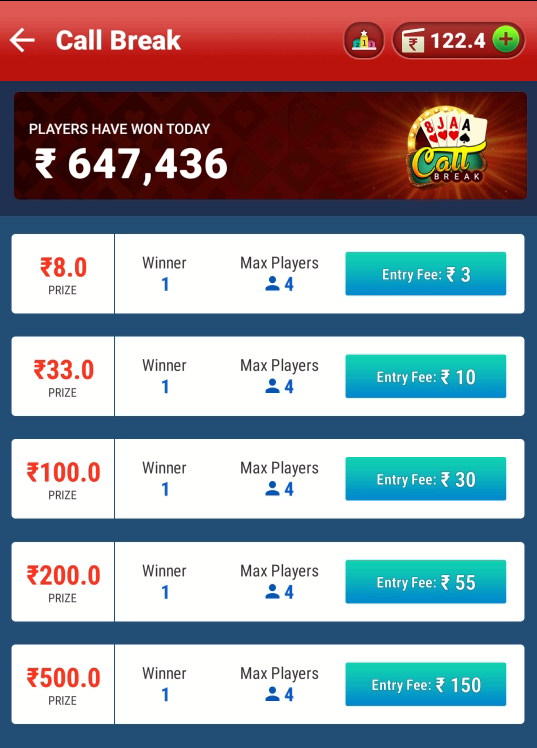 Call Break
₹ 122.4 +
PLAYERS HAVE WON TODAY
₹ 647,436
8 J A A
Call
BREAK
₹8.0
PRIZE
Winner
1
Max Players
4
Entry Fee: ₹ 3
₹33.0
PRIZE
Winner
1
Max Players
4
Entry Fee: ₹ 10
₹100.0
PRIZE
Winner
1
Max Players
4
Entry Fee: ₹ 30
₹200.0
PRIZE
Winner
1
Max Players
4
Entry Fee: ₹ 55
₹500.0
PRIZE
Winner
1
Max Players
4
Entry Fee: ₹ 150